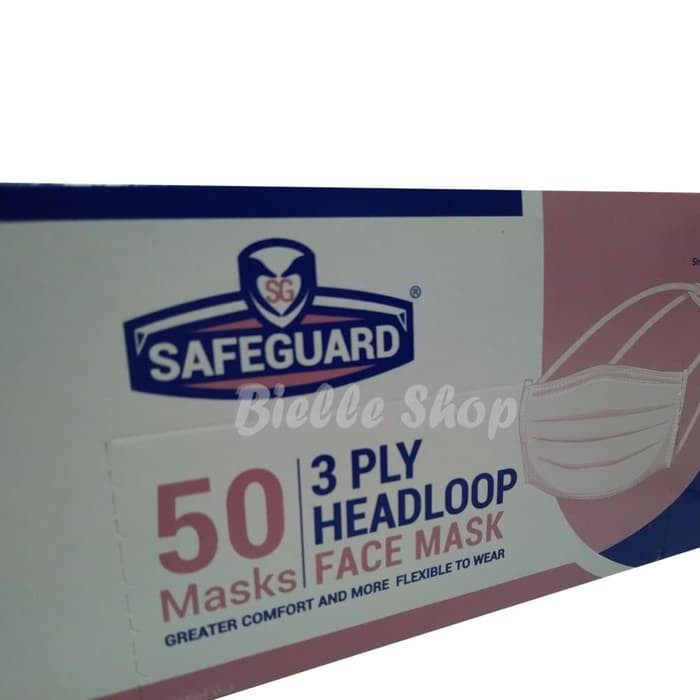 SG
SAFEGUARD®
Bielle Shop
50
Masks
3 PLY
HEADLOOP
FACE MASK
GREATER COMFORT AND MORE FLEXIBLE TO WEAR